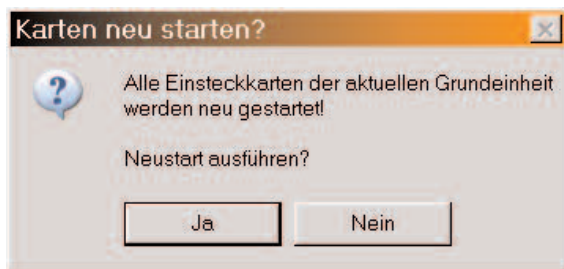 Karten neu starten?
Alle Einsteckkarten der aktuellen Grundeinheit
werden neu gestartet!
Neustart ausführen?
Ja
Nein